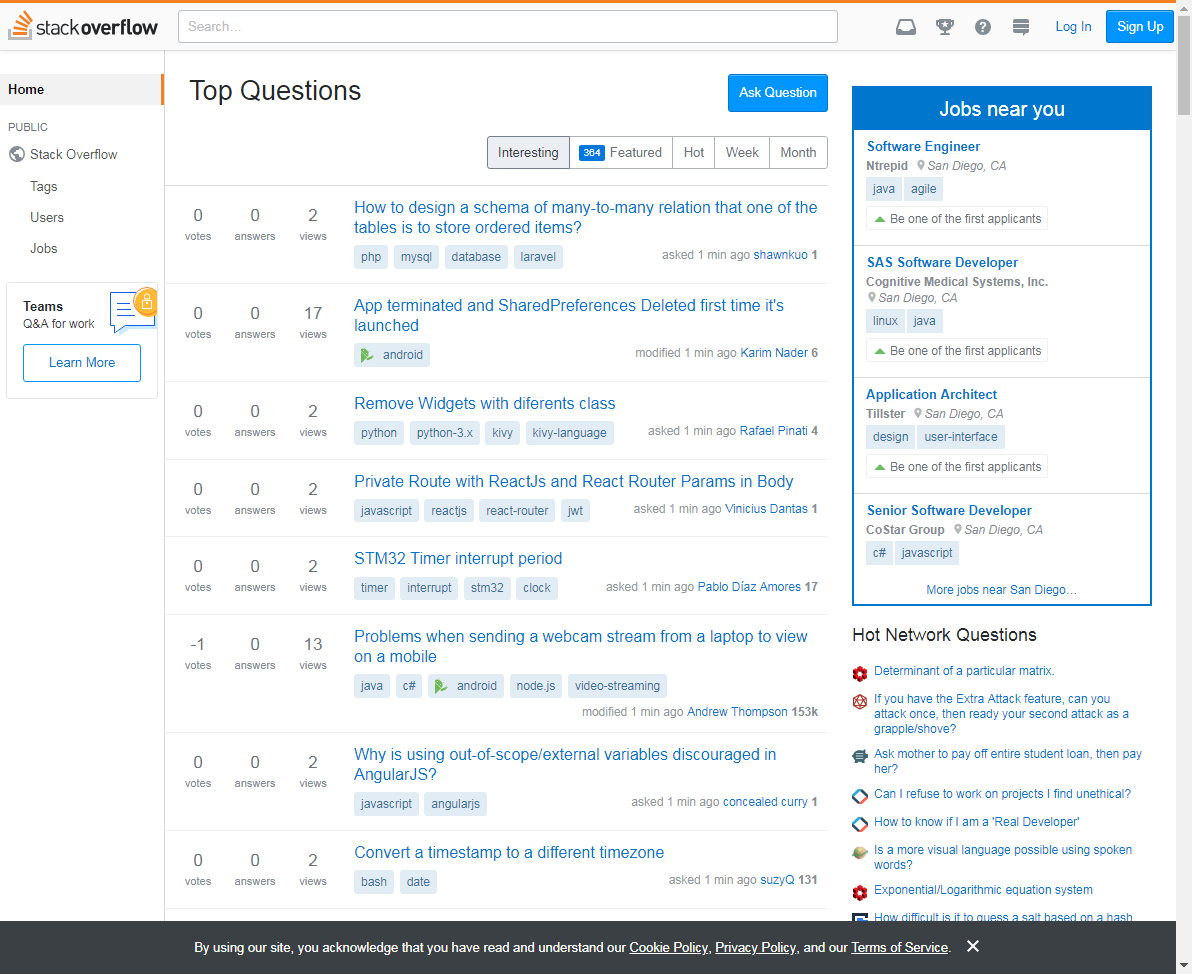 stackoverflow
Search...
Log In
Sign Up
Home
PUBLIC
Stack Overflow
Tags
Users
Jobs
Teams
Q&A for work
Learn More
Top Questions
Ask Question
Interesting
364 Featured
Hot
Week
Month
0 votes
0 answers
2 views
How to design a schema of many-to-many relation that one of the
tables is to store ordered items?
php mysql database laravel
asked 1 min ago shawnkuo 1
0 votes
0 answers
17 views
App terminated and SharedPreferences Deleted first time it's
launched
android
modified 1 min ago Karim Nader 6
0 votes
0 answers
2 views
Remove Widgets with diferents class
python python-3.x kivy kivy-language
asked 1 min ago Rafael Pinati 4
0 votes
0 answers
2 views
Private Route with ReactJs and React Router Params in Body
javascript reactjs react-router jwt
asked 1 min ago Vinicius Dantas 1
0 votes
0 answers
2 views
STM32 Timer interrupt period
timer interrupt stm32 clock
asked 1 min ago Pablo Díaz Amores 17
-1 votes
0 answers
13 views
Problems when sending a webcam stream from a laptop to view
on a mobile
java c# android node.js video-streaming
modified 1 min ago Andrew Thompson 153k
0 votes
0 answers
2 views
Why is using out-of-scope/external variables discouraged in
AngularJS?
javascript angularjs
asked 1 min ago concealed curry 1
0 votes
0 answers
2 views
Convert a timestamp to a different timezone
bash date
asked 1 min ago suzyQ 131
Jobs near you
Software Engineer
Ntrepid San Diego, CA
java agile
Be one of the first applicants
SAS Software Developer
Cognitive Medical Systems, Inc.
San Diego, CA
linux java
Be one of the first applicants
Application Architect
Tillster San Diego, CA
design user-interface
Be one of the first applicants
Senior Software Developer
CoStar Group San Diego, CA
c# javascript
More jobs near San Diego…
Hot Network Questions
Determinant of a particular matrix.
If you have the Extra Attack feature, can you
attack once, then ready your second attack as a
grapple/shove?
Ask mother to pay off entire student loan, then pay
her?
Can I refuse to work on projects I find unethical?
How to know if I am a 'Real Developer'
Is a more visual language possible using spoken
words?
Exponential/Logarithmic equation system
How difficult is it to guess a salt based on a hash
By using our site, you acknowledge that you have read and understand our Cookie Policy, Privacy Policy, and our Terms of Service.